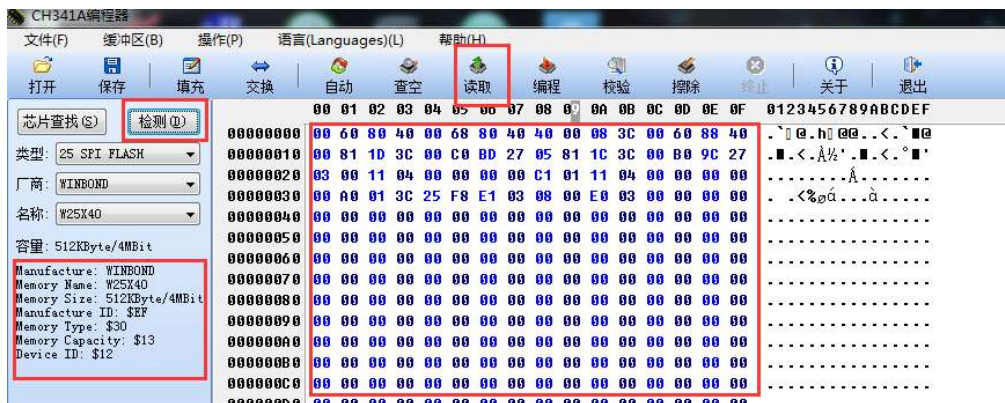 CH341A编程器
文件(F) 缓冲区(B) 操作(P) 语言(Languages)(L) 帮助(H)
打开 保存 填充 交换 自动 查空 读取 编程 校验 擦除 终止 关于 退出
芯片查找(S) 检测(D)
类型: 25 SPI FLASH
厂商: WINBOND
名称: W25X40
容量: 512KByte/4MBit
Manufacture: WINBOND
Memory Name: W25X40
Memory Size: 512KByte/4MBit
Manufacture ID: $EF
Memory Type: $30
Memory Capacity: $13
Device ID: $12
00 01 02 03 04 05 06 07 08 09 0A 0B 0C 0D 0E 0F 0123456789ABCDEF
00000000 00 60 80 40 00 68 80 40 40 00 08 3C 00 60 88 40 .`▯@.h▯@@..<.`■@
00000010 00 81 1D 3C 00 C0 BD 27 05 81 1C 3C 00 B0 9C 27 .■.<.À½'.■.<.°■'
00000020 03 00 11 04 00 00 00 00 C1 01 11 04 00 00 00 00 ........Á.......
00000030 00 A0 01 3C 25 F8 E1 03 08 00 E0 03 00 00 00 00 . .<%øá...à.....
00000040 00 00 00 00 00 00 00 00 00 00 00 00 00 00 00 00 ................
00000050 00 00 00 00 00 00 00 00 00 00 00 00 00 00 00 00 ................
00000060 00 00 00 00 00 00 00 00 00 00 00 00 00 00 00 00 ................
00000070 00 00 00 00 00 00 00 00 00 00 00 00 00 00 00 00 ................
00000080 00 00 00 00 00 00 00 00 00 00 00 00 00 00 00 00 ................
00000090 00 00 00 00 00 00 00 00 00 00 00 00 00 00 00 00 ................
000000A0 00 00 00 00 00 00 00 00 00 00 00 00 00 00 00 00 ................
000000B0 00 00 00 00 00 00 00 00 00 00 00 00 00 00 00 00 ................
000000C0 00 00 00 00 00 00 00 00 00 00 00 00 00 00 00 00 ................